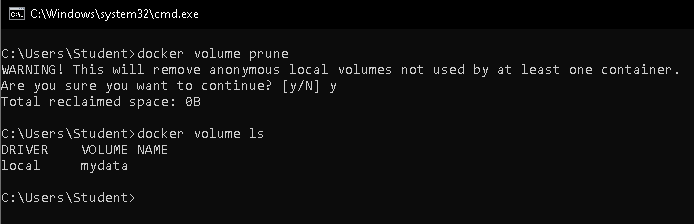 C:\Windows\system32\cmd.exe
C:\Users\Student>docker volume prune
WARNING! This will remove anonymous local volumes not used by at least one container.
Are you sure you want to continue? [y/N] y
Total reclaimed space: 0B
C:\Users\Student>docker volume ls
DRIVER    VOLUME NAME
local     mydata
C:\Users\Student>